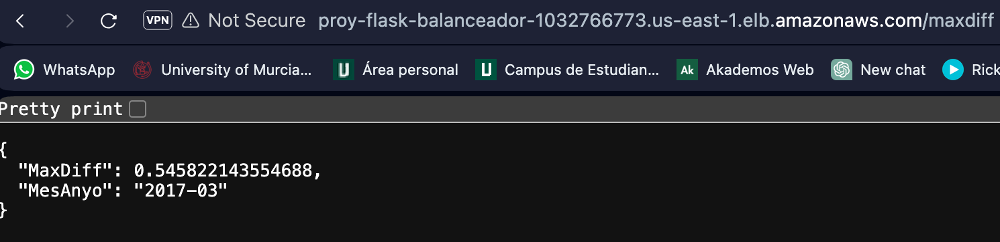 VPN Not Secure proy-flask-balanceador-1032766773.us-east-1.elb.amazonaws.com/maxdiff
WhatsApp University of Murcia... U Área personal U Campus de Estudian... Ak Akademos Web New chat Rick
Pretty print
{
"MaxDiff": 0.545822143554688,
"MesAnyo": "2017-03"
}